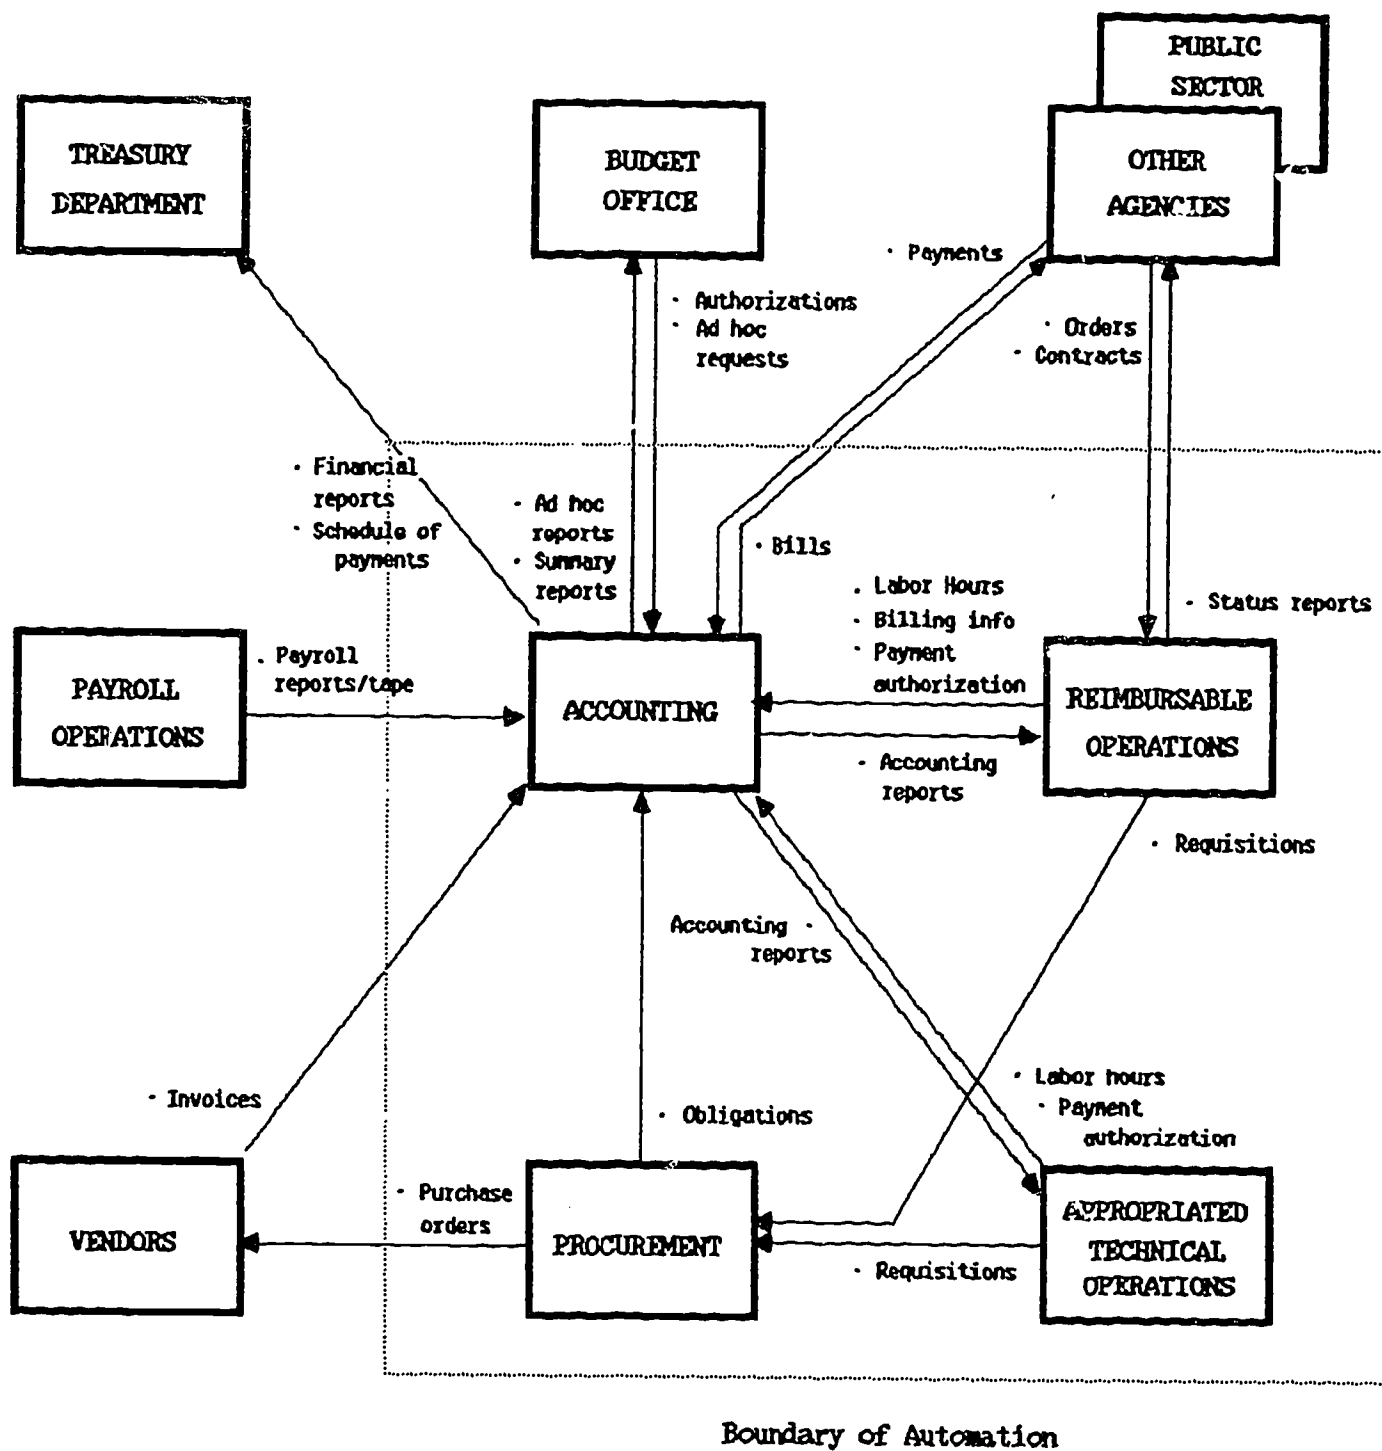 PUBLIC
SECTOR
TREASURY
DEPARTMENT
BUDGET
OFFICE
OTHER
AGENCIES
· Payments
· Authorizations
· Ad hoc
requests
· Orders
· Contracts
· Financial
reports
· Schedule of
payments
· Ad hoc
reports
· Summary
reports
· Bills
· Labor Hours
· Billing info
· Payment
authorization
· Status reports
PAYROLL
OPERATIONS
· Payroll
reports/tape
ACCOUNTING
REIMBURSABLE
OPERATIONS
· Accounting
reports
· Requisitions
Accounting ·
reports
· Invoices
· Obligations
· Labor hours
· Payment
authorization
VENDORS
· Purchase
orders
PROCUREMENT
· Requisitions
APPROPRIATED
TECHNICAL
OPERATIONS
Boundary of Automation